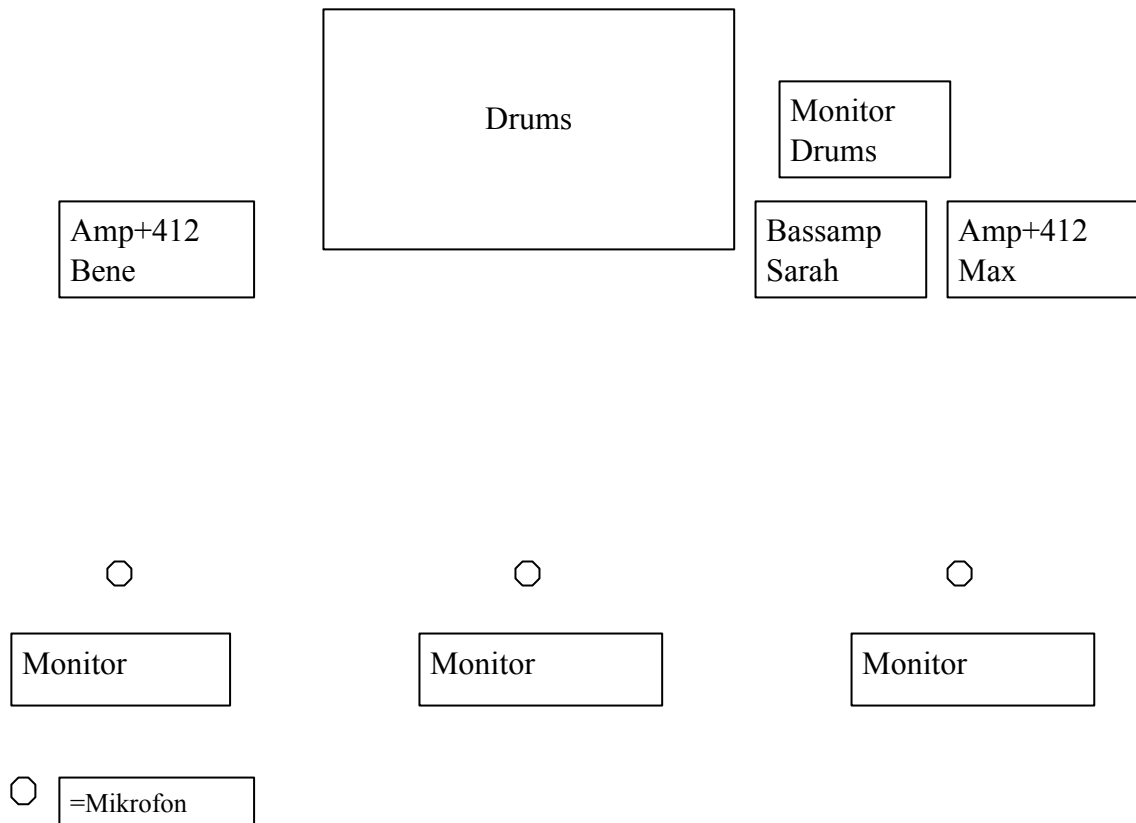 Drums
Monitor
Drums
Amp+412
Bene
Bassamp
Sarah
Amp+412
Max
Monitor
Monitor
Monitor
=Mikrofon